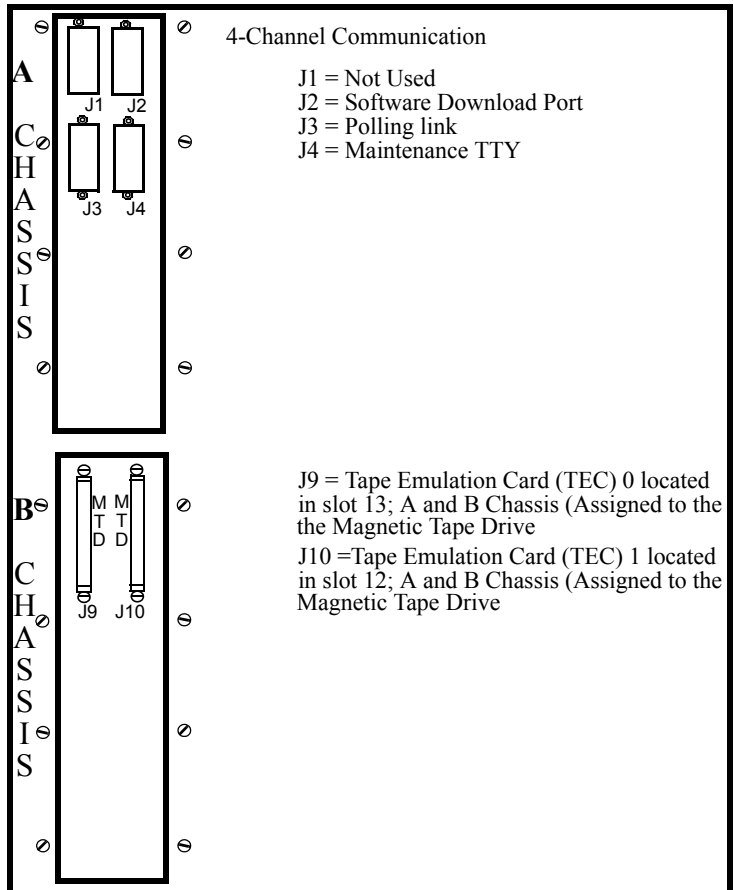 A CHASSIS
J1 J2
J3 J4
4-Channel Communication
J1 = Not Used
J2 = Software Download Port
J3 = Polling link
J4 = Maintenance TTY
B CHASSIS
MTD MTD
J9 J10
J9 = Tape Emulation Card (TEC) 0 located
in slot 13; A and B Chassis (Assigned to the
the Magnetic Tape Drive
J10 =Tape Emulation Card (TEC) 1 located
in slot 12; A and B Chassis (Assigned to the
Magnetic Tape Drive